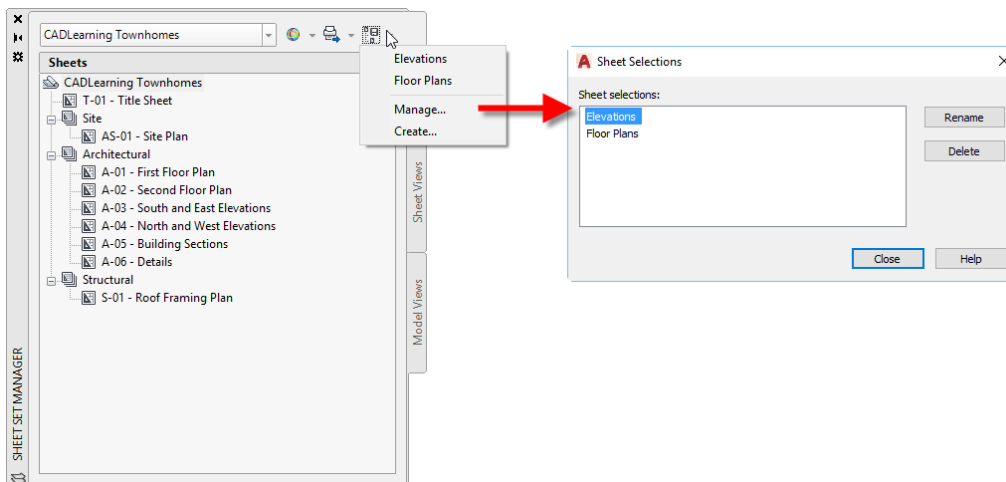 CADLearning Townhomes
Sheets
CADLearning Townhomes
T-01 - Title Sheet
Site
AS-01 - Site Plan
Architectural
A-01 - First Floor Plan
A-02 - Second Floor Plan
A-03 - South and East Elevations
A-04 - North and West Elevations
A-05 - Building Sections
A-06 - Details
Structural
S-01 - Roof Framing Plan
SHEET SET MANAGER
Sheet Views
Model Views
Elevations
Floor Plans
Manage...
Create...
Sheet Selections
Sheet selections:
Elevations
Floor Plans
Rename
Delete
Close
Help